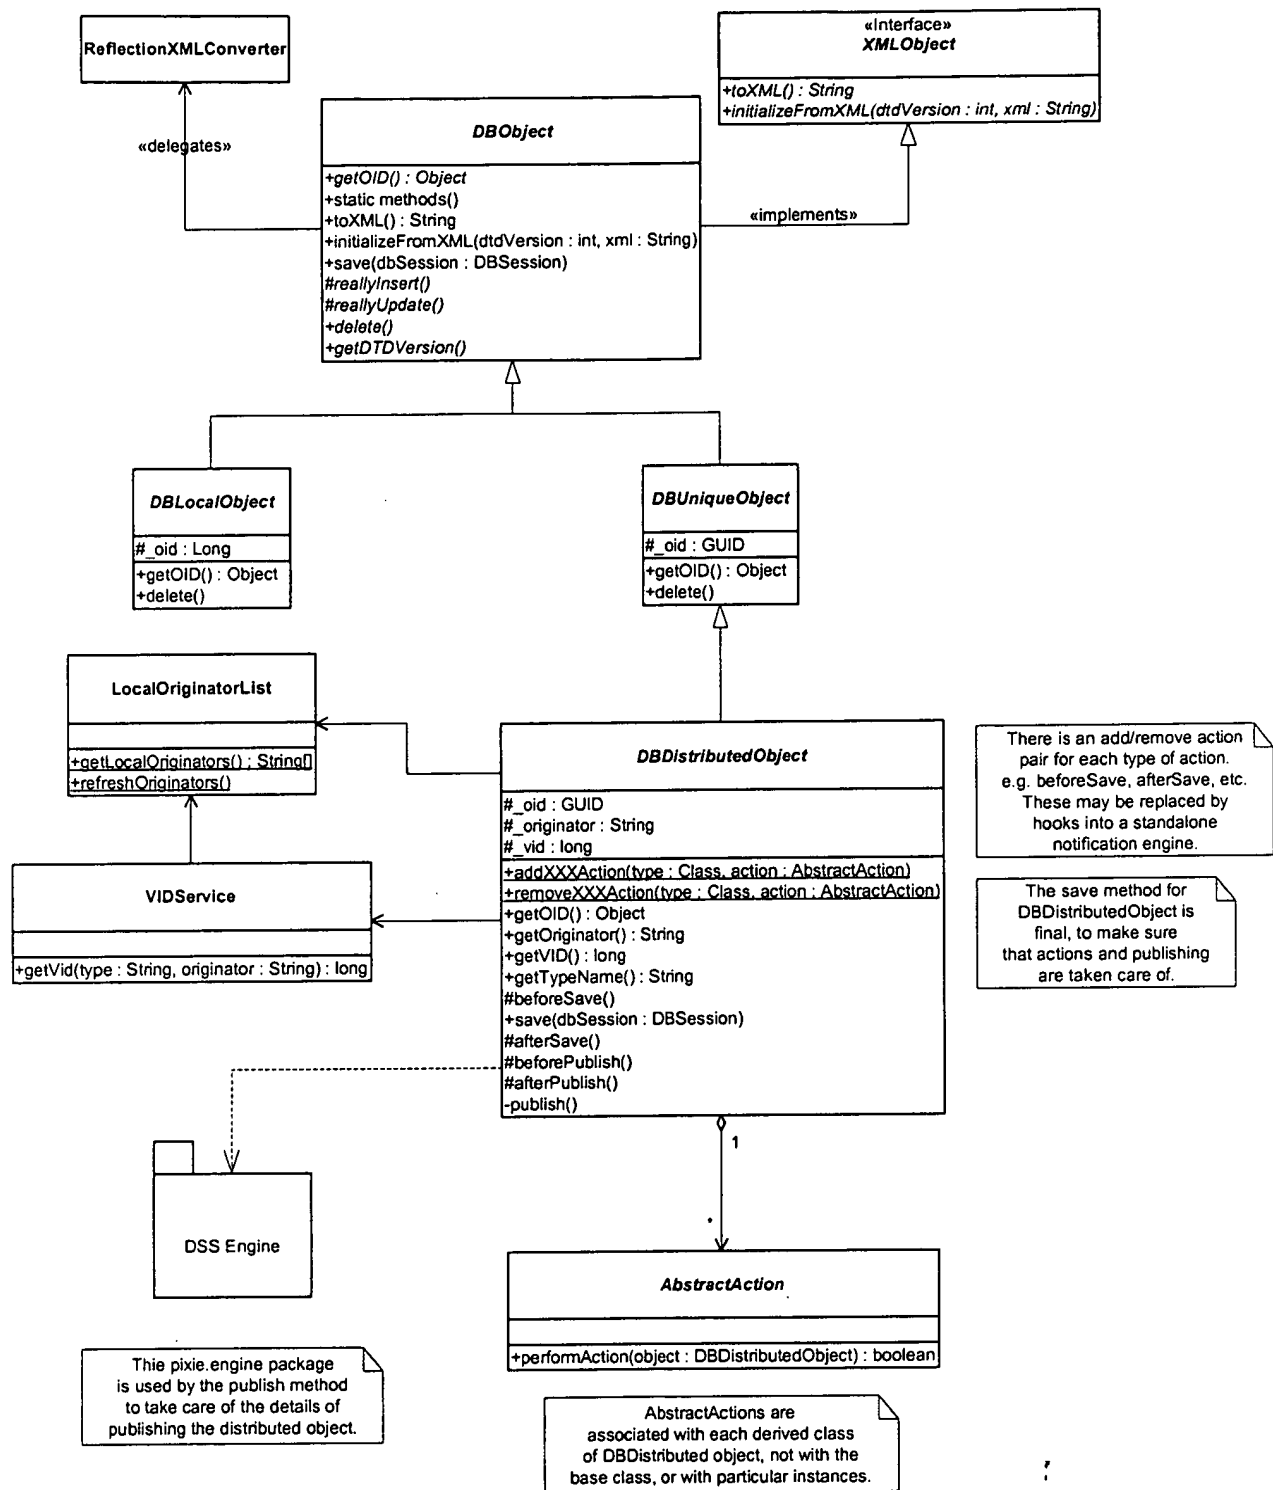 ReflectionXMLConverter
«Interface»
XMLObject
+toXML() : String
+initializeFromXML(dtdVersion : int, xml : String)
«delegates»
«implements»
DBObject
+getOID() : Object
+static methods()
+toXML() : String
+initializeFromXML(dtdVersion : int, xml : String)
+save(dbSession : DBSession)
#reallyInsert()
#reallyUpdate()
+delete()
+getDTDVersion()
DBLocalObject
#_oid : Long
+getOID() : Object
+delete()
DBUniqueObject
#_oid : GUID
+getOID() : Object
+delete()
LocalOriginatorList
+getLocalOriginators() : String[]
+refreshOriginators()
VIDService
+getVid(type : String, originator : String) : long
DBDistributedObject
#_oid : GUID
#_originator : String
#_vid : long
+addXXXAction(type : Class, action : AbstractAction)
+removeXXXAction(type : Class, action : AbstractAction)
+getOID() : Object
+getOriginator() : String
+getVID() : long
+getTypeName() : String
#beforeSave()
+save(dbSession : DBSession)
#afterSave()
#beforePublish()
#afterPublish()
-publish()
There is an add/remove action
pair for each type of action.
e.g. beforeSave, afterSave, etc.
These may be replaced by
hooks into a standalone
notification engine.
The save method for
DBDistributedObject is
final, to make sure
that actions and publishing
are taken care of.
1
*
DSS Engine
AbstractAction
+performAction(object : DBDistributedObject) : boolean
Thie pixie.engine package
is used by the publish method
to take care of the details of
publishing the distributed object.
AbstractActions are
associated with each derived class
of DBDistributed object, not with the
base class, or with particular instances.